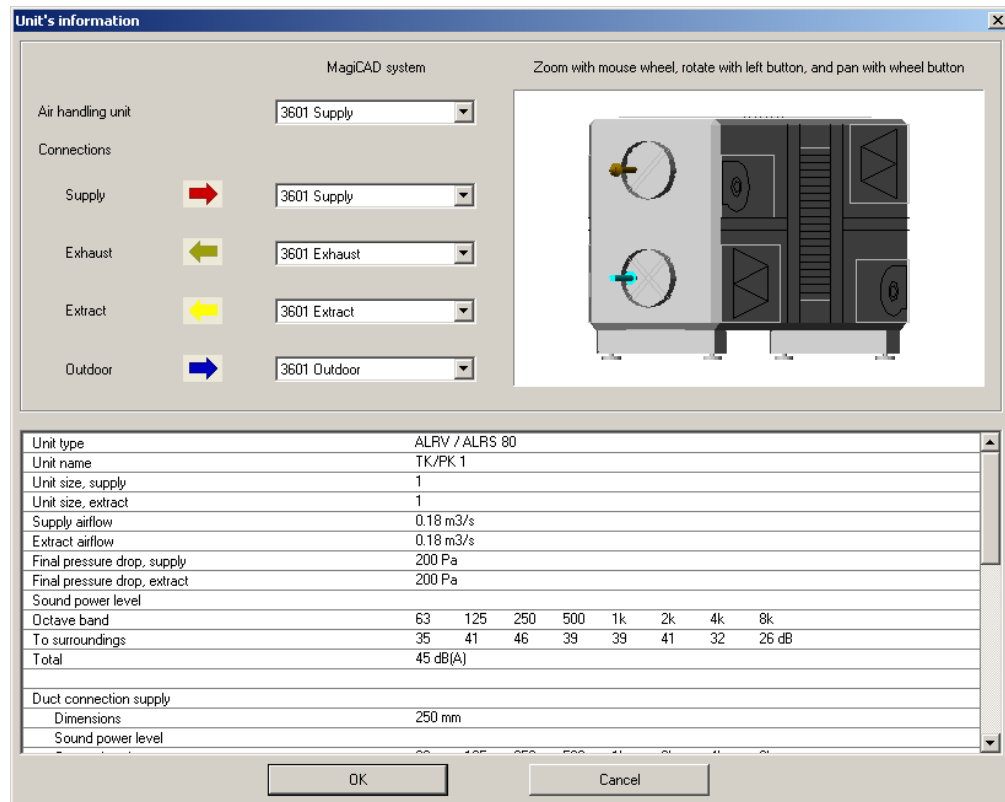 Unit's information
MagiCAD system
Zoom with mouse wheel, rotate with left button, and pan with wheel button
Air handling unit 3601 Supply
Connections
Supply 3601 Supply
Exhaust 3601 Exhaust
Extract 3601 Extract
Outdoor 3601 Outdoor
Unit type ALRV / ALRS 80
Unit name TK/PK 1
Unit size, supply 1
Unit size, extract 1
Supply airflow 0.18 m3/s
Extract airflow 0.18 m3/s
Final pressure drop, supply 200 Pa
Final pressure drop, extract 200 Pa
Sound power level
Octave band 63 125 250 500 1k 2k 4k 8k
To surroundings 35 41 46 39 39 41 32 26 dB
Total 45 dB(A)
Duct connection supply
Dimensions 250 mm
Sound power level
OK Cancel